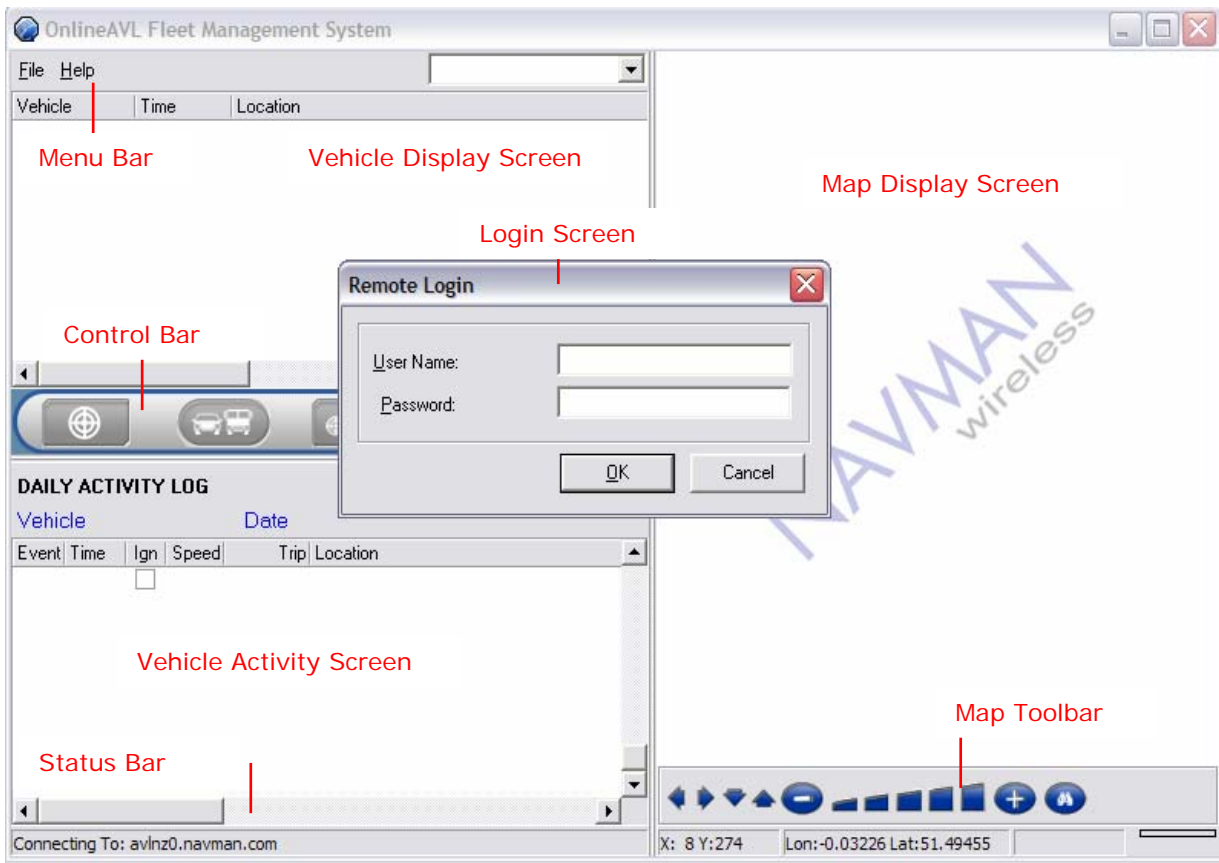 OnlineAVL Fleet Management System
File Help
Vehicle Time Location
Menu Bar
Vehicle Display Screen
Map Display Screen
Login Screen
Remote Login
User Name:
Password:
OK Cancel
Control Bar
NAVMAN
wireless
DAILY ACTIVITY LOG
Vehicle Date
Event Time Ign Speed Trip Location
Vehicle Activity Screen
Map Toolbar
Status Bar
Connecting To: avlnz0.navman.com
X: 8 Y:274 Lon:-0.03226 Lat:51.49455